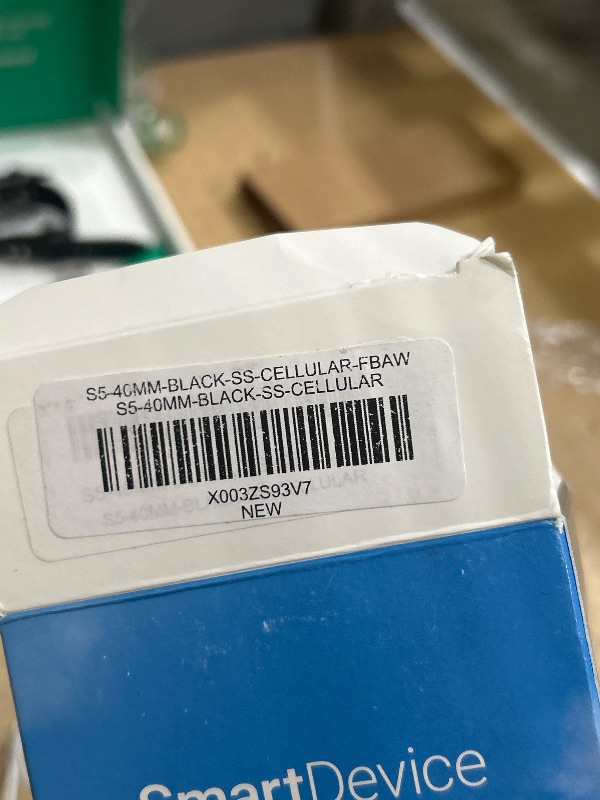 S5-40MM-BLACK-SS-CELLULAR-FBAW
S5-40MM-BLACK-SS-CELLULAR
X003ZS93V7
NEW
SmartDevice